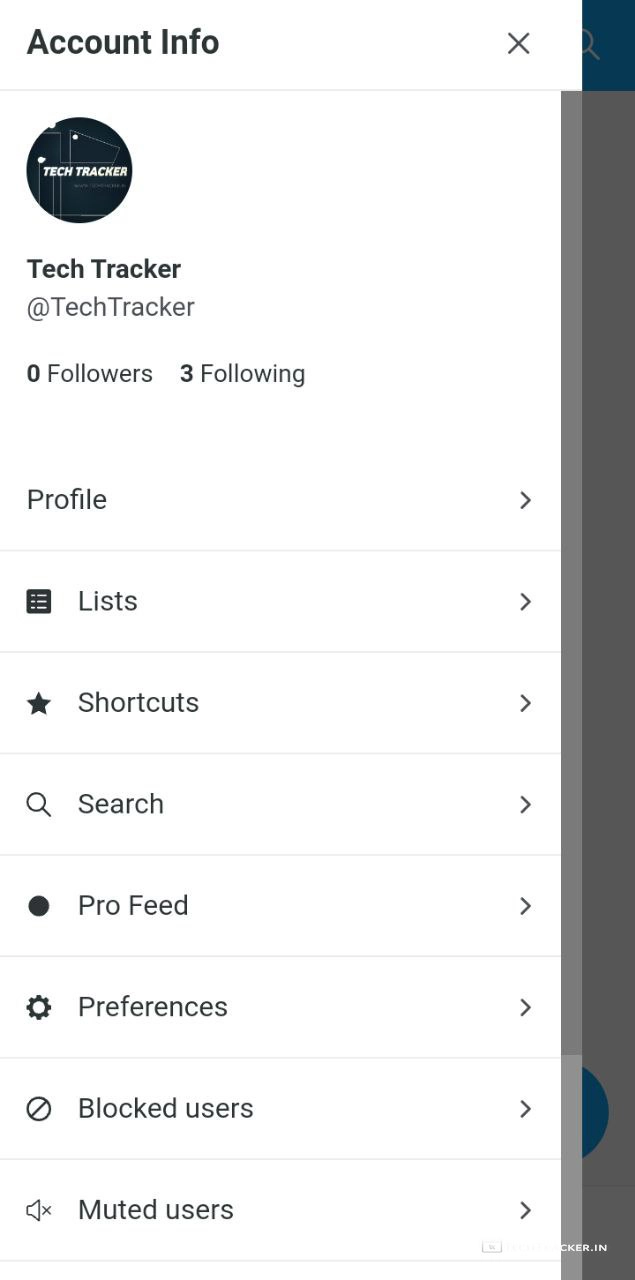 Account Info
TECH TRACKER
Tech Tracker
@TechTracker
0 Followers 3 Following
Profile
Lists
Shortcuts
Search
Pro Feed
Preferences
Blocked users
Muted users
CKER.IN